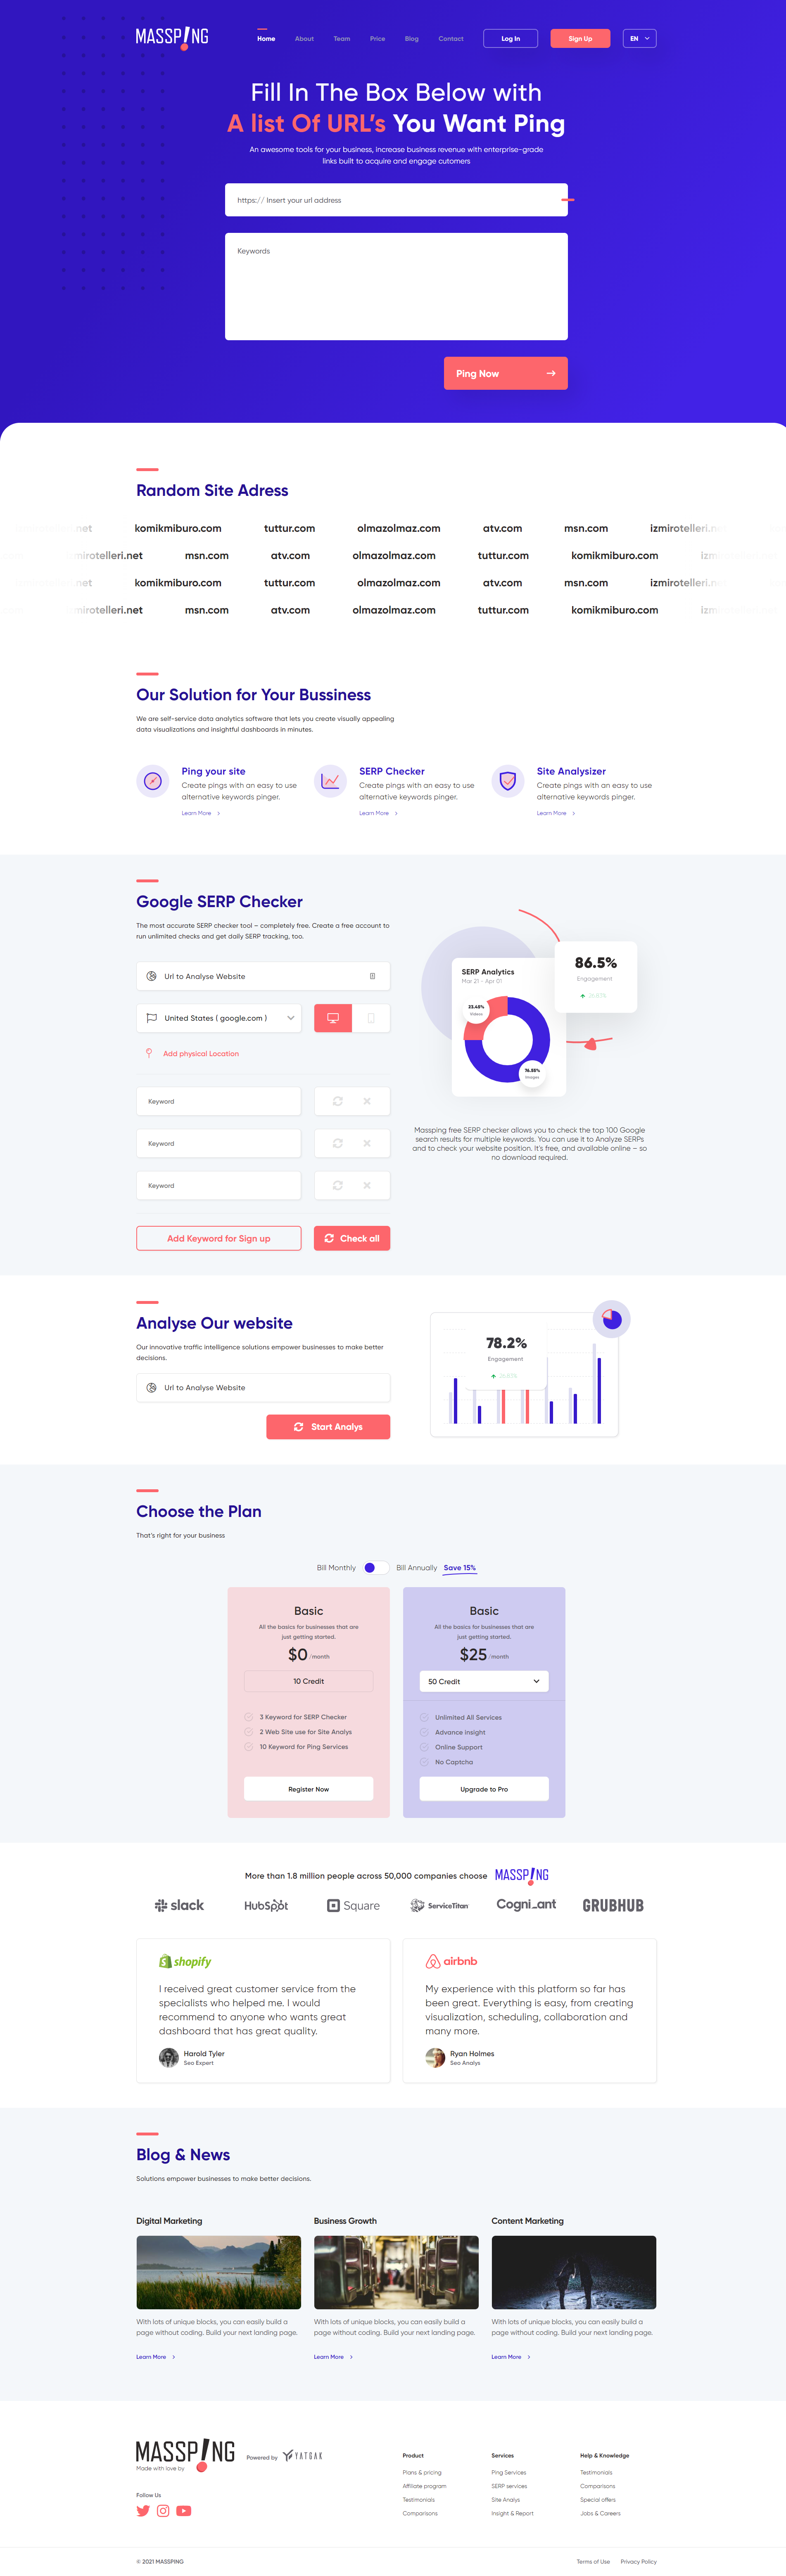 MASSP!NG
Home About Team Price Blog Contact Log In Sign Up EN
Fill In The Box Below with
A list Of URL's You Want Ping
An awesome tools for your business, increase business revenue with enterprise-grade
links built to acquire and engage cutomers
https:// Insert your url address
Keywords
Ping Now
Random Site Adress
net komikmiburo.com tuttur.com olmazolmaz.com atv.com msn.com izmirotelleri.n
mirotelleri.net msn.com atv.com olmazolmaz.com tuttur.com komikmiburo.com izm
net komikmiburo.com tuttur.com olmazolmaz.com atv.com msn.com izmirotelleri.n
mirotelleri.net msn.com atv.com olmazolmaz.com tuttur.com komikmiburo.com izm
Our Solution for Your Bussiness
We are self-service data analytics software that lets you create visually appealing
data visualizations and insightful dashboards in minutes.
Ping your site
Create pings with an easy to use
alternative keywords pinger.
Learn More
SERP Checker
Create pings with an easy to use
alternative keywords pinger.
Learn More
Site Analysizer
Create pings with an easy to use
alternative keywords pinger.
Learn More
Google SERP Checker
The most accurate SERP checker tool – completely free. Create a free account to
run unlimited checks and get daily SERP tracking, too.
Url to Analyse Website
United States ( google.com )
Add physical Location
Keyword
Keyword
Keyword
Add Keyword for Sign up
Check all
SERP Analytics
Mar 21 - Apr 01
86.5%
Engagement
Massping free SERP checker allows you to check the top 100 Google
search results for multiple keywords. You can use it to Analyze SERPs
and to check your website position. It's free, and available online – so
no download required.
Analyse Our website
Our innovative traffic intelligence solutions empower businesses to make better
decisions.
Url to Analyse Website
Start Analys
78.2%
Engagement
Choose the Plan
That's right for your business
Bill Monthly Bill Annually Save 15%
Basic
All the basics for businesses that are
just getting started.
$0 /month
10 Credit
3 Keyword for SERP Checker
2 Web Site use for Site Analys
10 Keyward for Ping Services
Register Now
Basic
All the basics for businesses that are
just getting started.
$25 /month
50 Credit
Unlimited All Services
Advance insight
Online Support
No Captcha
Upgrade to Pro
More than 1.8 million people across 50,000 companies choose MASSP!NG
slack HubSpot Square ServiceTitan Cogni_ant GRUBHUB
shopify
I received great customer service from the
specialists who helped me. I would
recommend to anyone who wants great
dashboard that has great quality.
Harold Tyler
Seo Expert
airbnb
My experience with this platform so far has
been great. Everything is easy, from creating
visualization, scheduling, collaboration and
many more.
Ryan Holmes
Seo Analys
Blog & News
Solutions empower businesses to make better decisions.
Digital Marketing
With lots of unique blocks, you can easily build a
page without coding. Build your next landing page.
Learn More
Business Growth
With lots of unique blocks, you can easily build a
page without coding. Build your next landing page.
Learn More
Content Marketing
With lots of unique blocks, you can easily build a
page without coding. Build your next landing page.
Learn More
MASSP!NG
Made with love by
Powered by YATGAK
Follow Us
Product
Plans & pricing
Affiliate program
Testimonials
Comparisons
Services
Ping Services
SERP services
Site Analys
Insight & Report
Help & Knowledge
Testimonials
Comparisons
Special offers
Jobs & Careers
© 2021 MASSPING
Terms of Use Privacy Policy